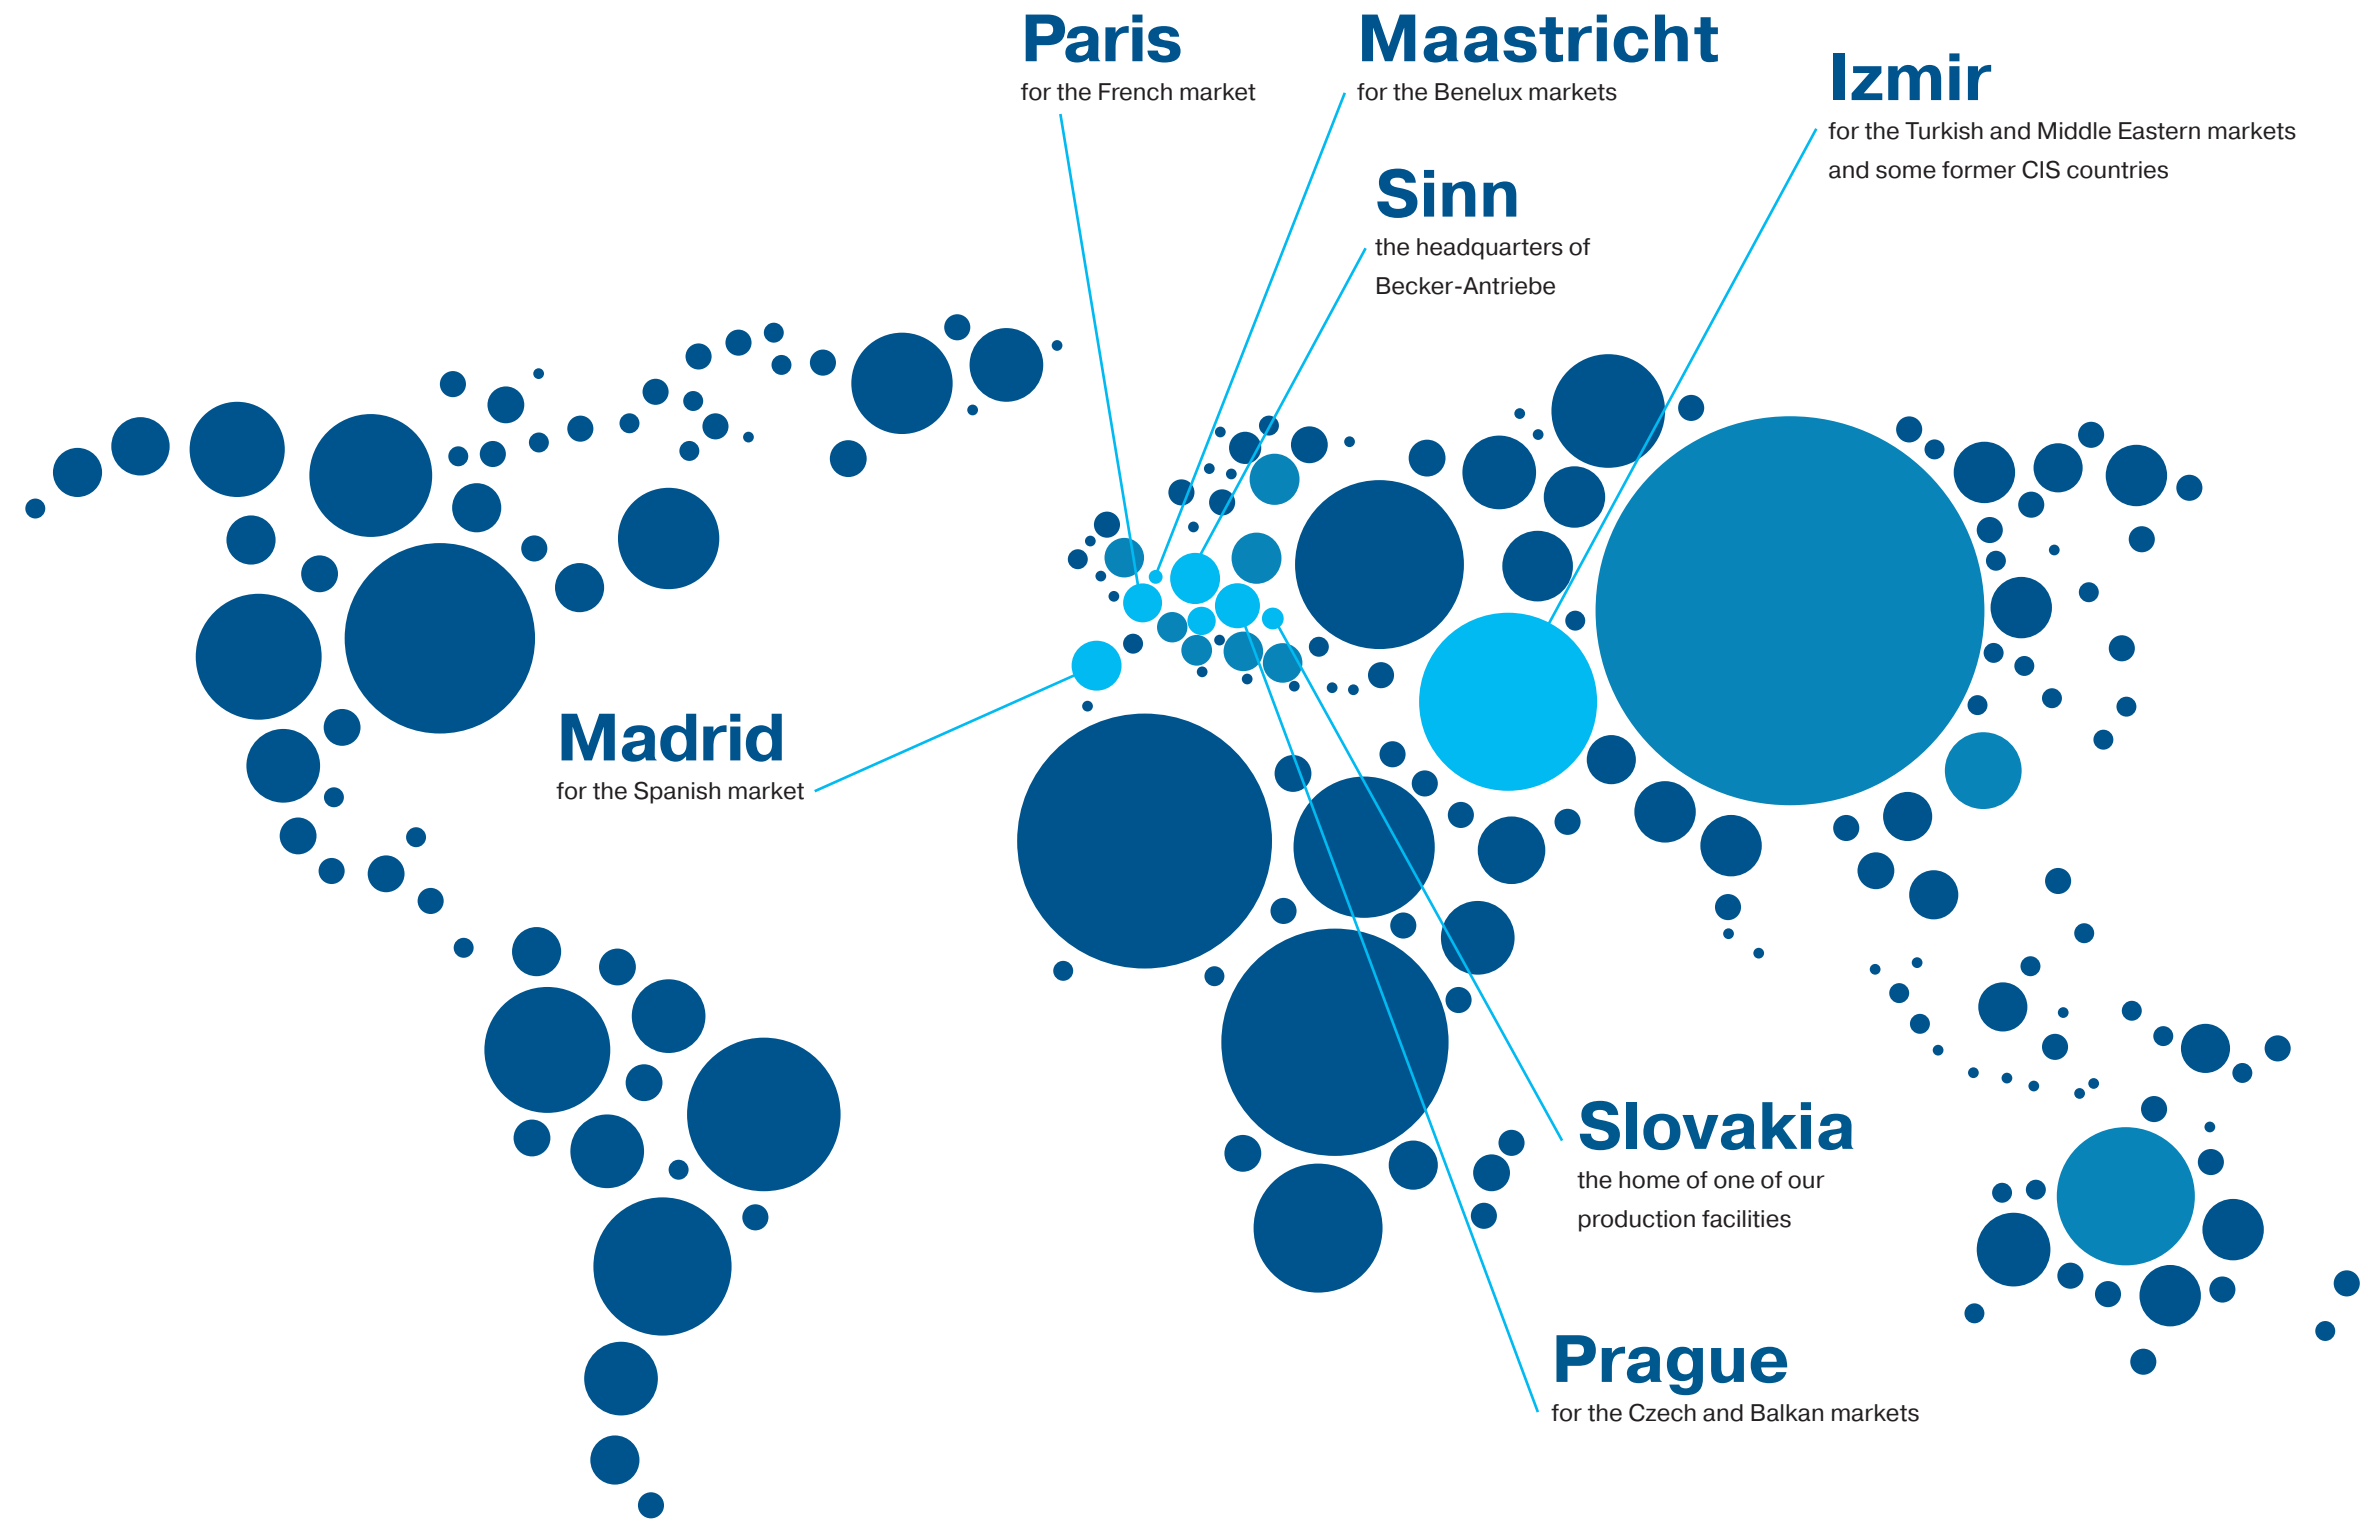 Paris
for the French market
Maastricht
for the Benelux markets
Izmir
for the Turkish and Middle Eastern markets
and some former CIS countries
Sinn
the headquarters of
Becker-Antriebe
Madrid
for the Spanish market
Slovakia
the home of one of our
production facilities
Prague
for the Czech and Balkan markets